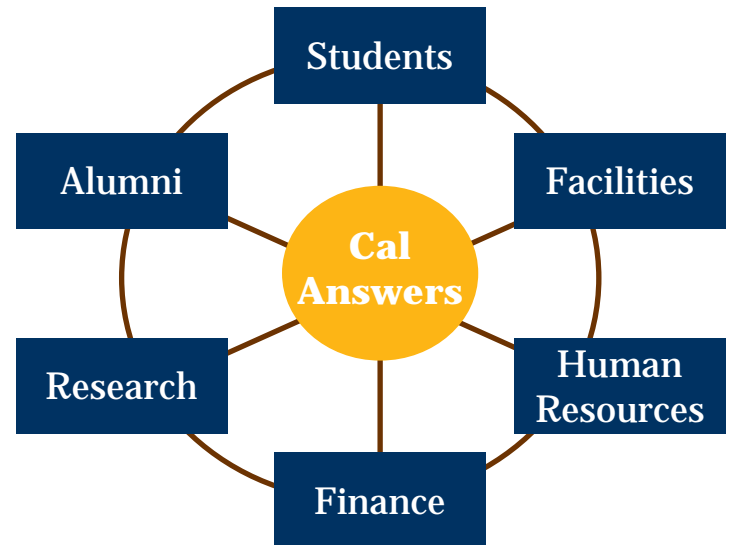 Students
Alumni
Facilities
Cal
Answers
Research
Human
Resources
Finance